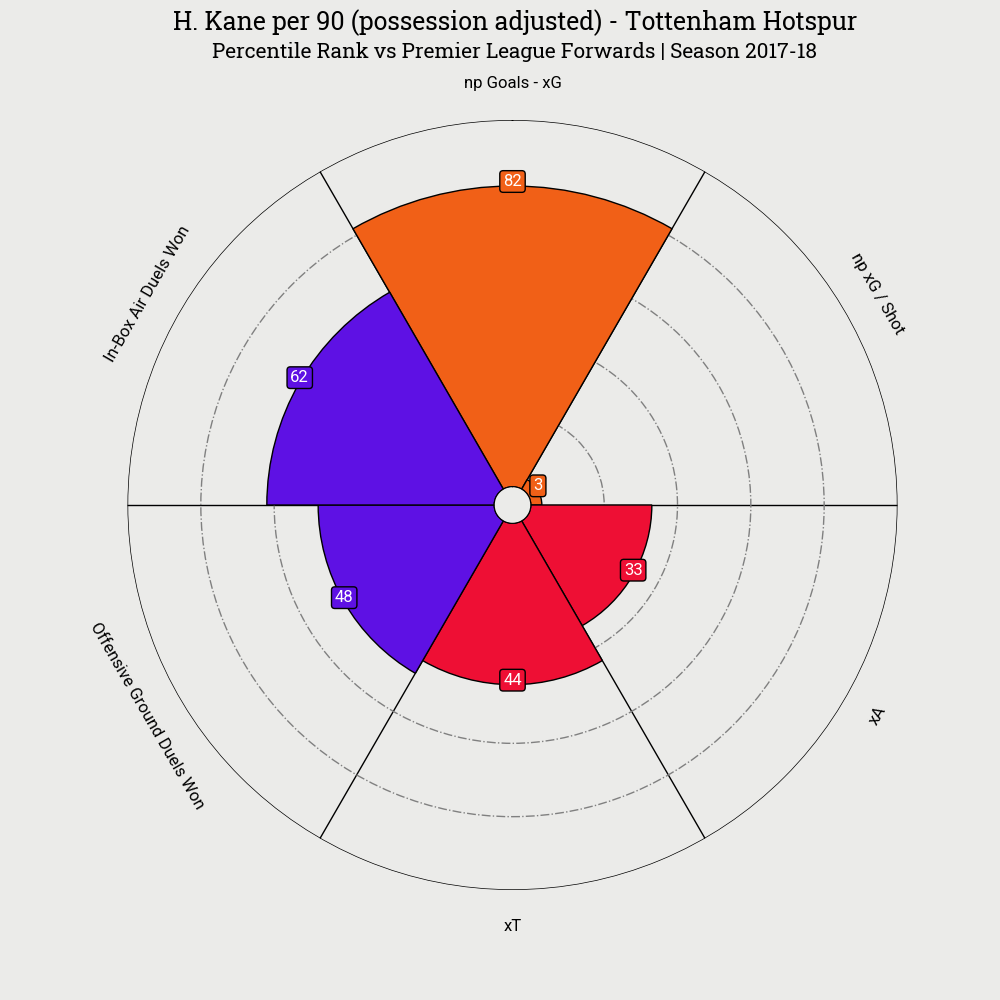 H. Kane per 90 (possession adjusted) - Tottenham Hotspur
Percentile Rank vs Premier League Forwards | Season 2017-18
np Goals - xG
82
np xG / Shot
3
In-Box Air Duels Won
62
33
xA
48
Offensive Ground Duels Won
44
xT